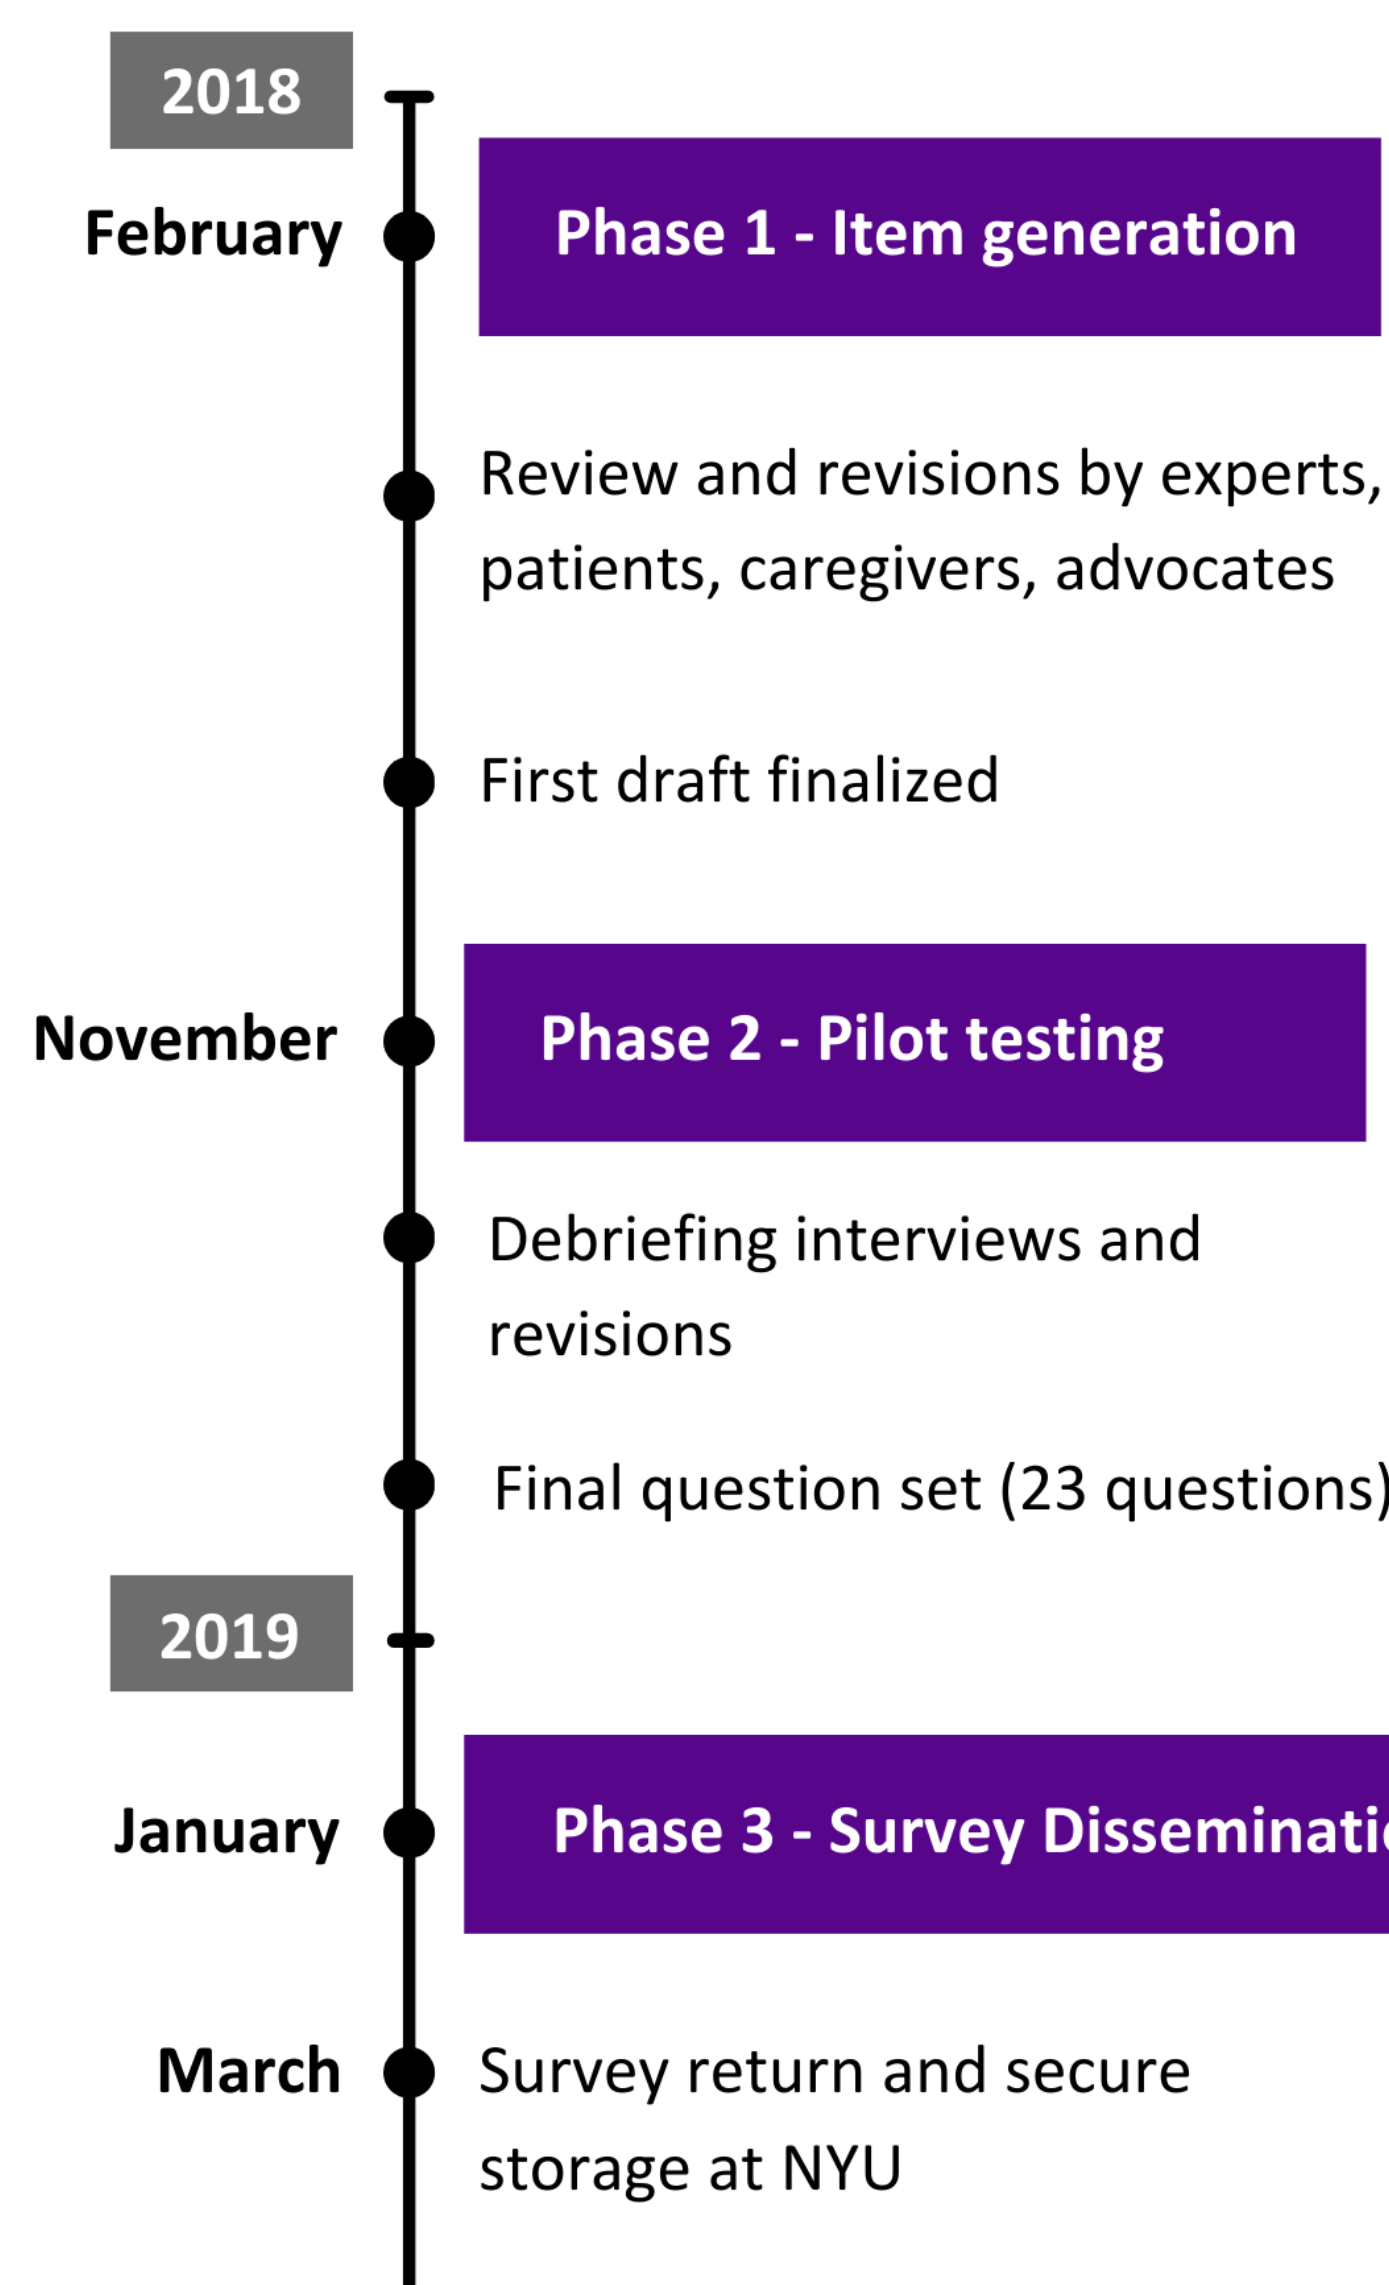 2018
February
Phase 1 - Item generation
Review and revisions by experts,
patients, caregivers, advocates
First draft finalized
November
Phase 2 - Pilot testing
Debriefing interviews and
revisions
Final question set (23 questions)
2019
January
Phase 3 - Survey
March
Survey return and secure
storage at NYU